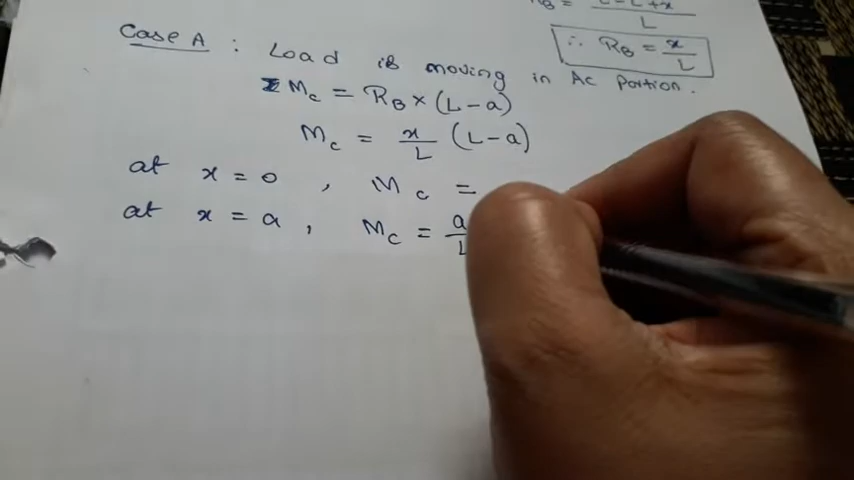 L
∴ R_B = x/L
Case A : Load is moving in AC portion.
ΣM_C = R_B × (L - a)
M_C = x/L (L - a)
at x = 0 , M_C =
at x = a , M_C = a/L